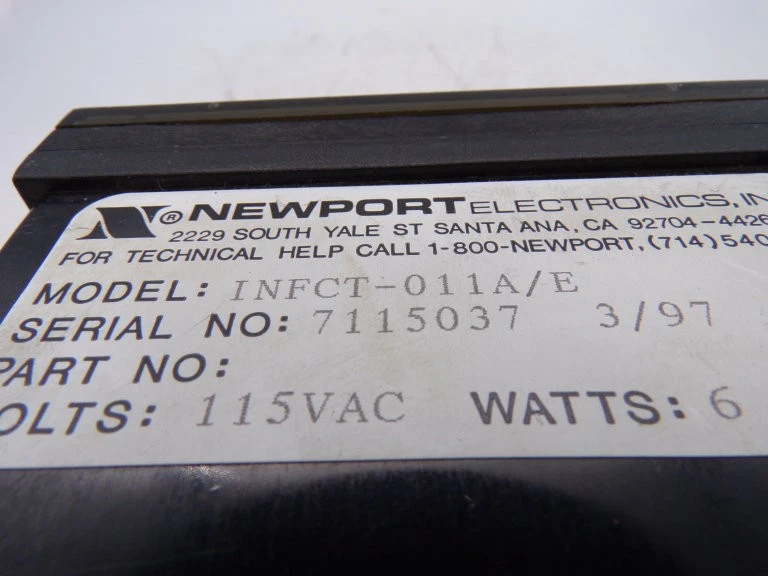 ® NEWPORT ELECTRONICS, IN
2229 SOUTH YALE ST SANTA ANA, CA 92704-4426
FOR TECHNICAL HELP CALL 1-800-NEWPORT, (714) 540
MODEL: INFCT-011A/E
SERIAL NO: 7115037 3/97
PART NO:
OLTS: 115VAC WATTS: 6